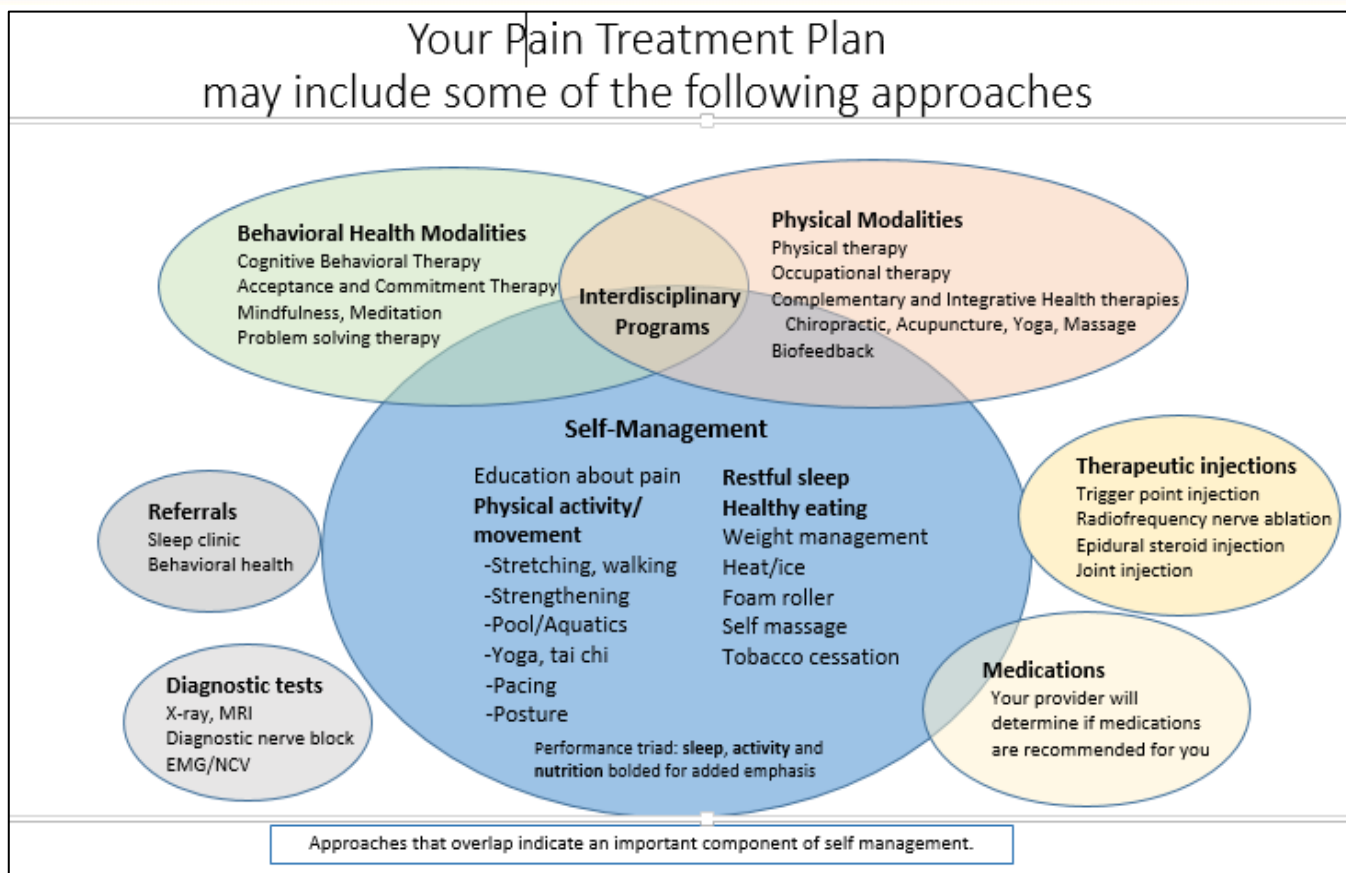 Your Pain Treatment Plan
may include some of the following approaches
Behavioral Health Modalities
Cognitive Behavioral Therapy
Acceptance and Commitment Therapy
Mindfulness, Meditation
Problem solving therapy
Interdisciplinary
Programs
Physical Modalities
Physical therapy
Occupational therapy
Complementary and Integrative Health therapies
Chiropractic, Acupuncture, Yoga, Massage
Biofeedback
Self-Management
Education about pain
Physical activity/
movement
-Stretching, walking
-Strengthening
-Pool/Aquatics
-Yoga, tai chi
-Pacing
-Posture
Restful sleep
Healthy eating
Weight management
Heat/ice
Foam roller
Self massage
Tobacco cessation
Performance triad: sleep, activity and
nutrition bolded for added emphasis
Referrals
Sleep clinic
Behavioral health
Diagnostic tests
X-ray, MRI
Diagnostic nerve block
EMG/NCV
Therapeutic injections
Trigger point injection
Radiofrequency nerve ablation
Epidural steroid injection
Joint injection
Medications
Your provider will
determine if medications
are recommended for you
Approaches that overlap indicate an important component of self management.